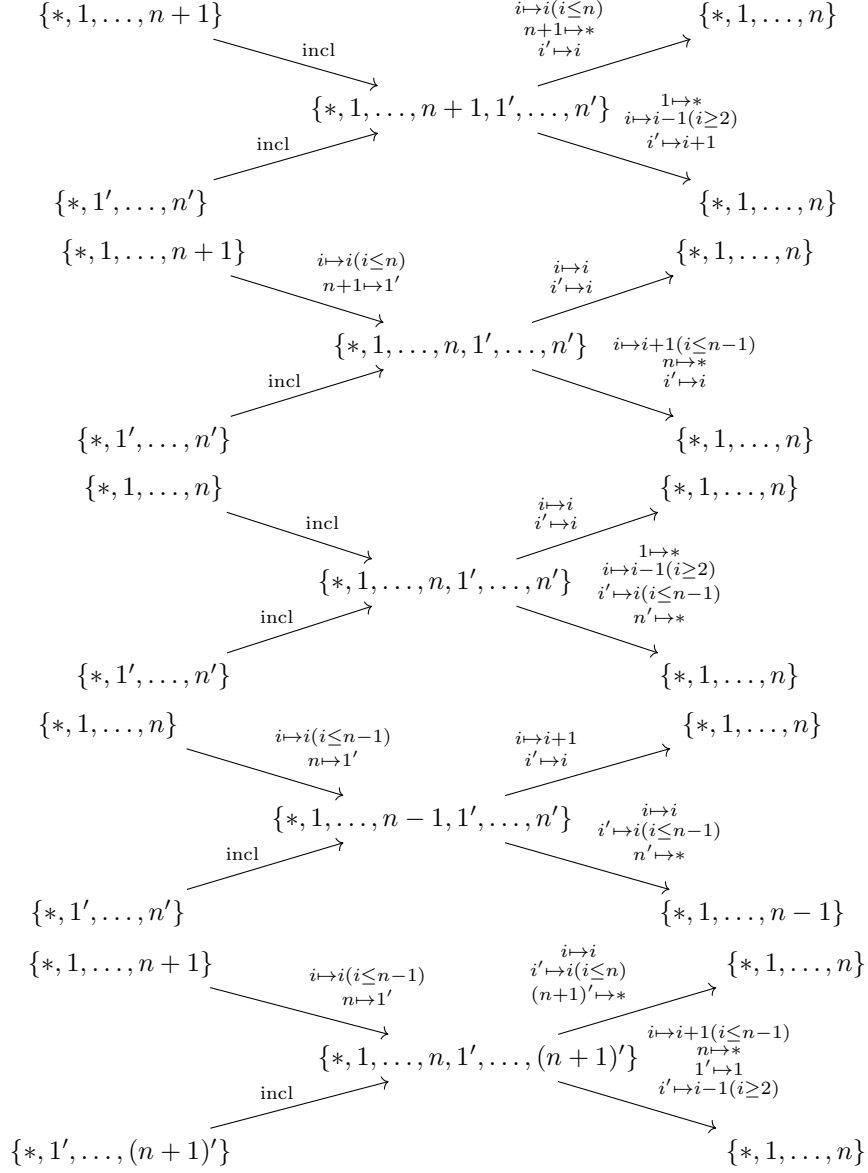 {∗, 1, . . . , n + 1}
i↦i(i≤n)
n+1↦∗
i′↦i
{∗, 1, . . . , n}
incl
{∗, 1, . . . , n + 1, 1′, . . . , n′}
1↦∗
i↦i−1(i≥2)
i′↦i+1
incl
{∗, 1′, . . . , n′}
{∗, 1, . . . , n}
{∗, 1, . . . , n + 1}
{∗, 1, . . . , n}
i↦i(i≤n)
n+1↦1′
i↦i
i′↦i
{∗, 1, . . . , n, 1′, . . . , n′}
i↦i+1(i≤n−1)
n↦∗
i′↦i
incl
{∗, 1′, . . . , n′}
{∗, 1, . . . , n}
{∗, 1, . . . , n}
{∗, 1, . . . , n}
incl
i↦i
i′↦i
{∗, 1, . . . , n, 1′, . . . , n′}
1↦∗
i↦i−1(i≥2)
i′↦i(i≤n−1)
n′↦∗
incl
{∗, 1′, . . . , n′}
{∗, 1, . . . , n}
{∗, 1, . . . , n}
{∗, 1, . . . , n}
i↦i(i≤n−1)
n↦1′
i↦i+1
i′↦i
{∗, 1, . . . , n − 1, 1′, . . . , n′}
i↦i
i′↦i(i≤n−1)
n′↦∗
incl
{∗, 1′, . . . , n′}
{∗, 1, . . . , n − 1}
{∗, 1, . . . , n + 1}
{∗, 1, . . . , n}
i↦i(i≤n−1)
n↦1′
i↦i
i′↦i(i≤n)
(n+1)′↦∗
{∗, 1, . . . , n, 1′, . . . , (n + 1)′}
i↦i+1(i≤n−1)
n↦∗
1′↦1
i′↦i−1(i≥2)
incl
{∗, 1′, . . . , (n + 1)′}
{∗, 1, . . . , n}